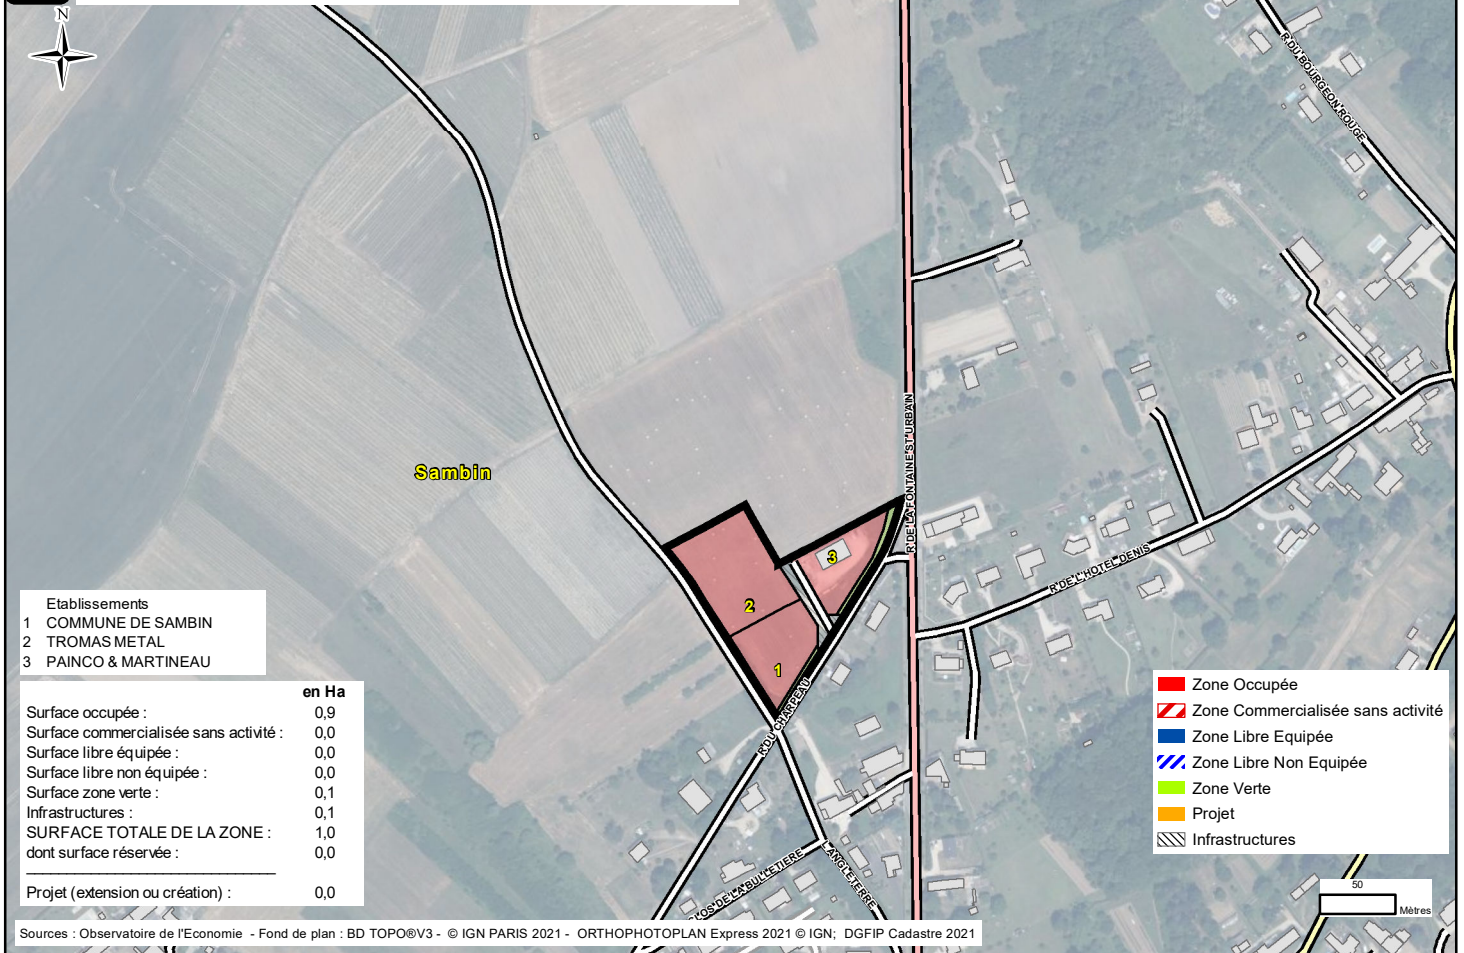 N
R DU BOURGEON ROUGE
Sambin
R DE LA FONTAINE ST URBAIN
R DE L'HOTEL DENIS
3
2
1
R DU CHARPEAU
Etablissements
1 COMMUNE DE SAMBIN
2 TROMAS METAL
3 PAINCO & MARTINEAU
en Ha
Surface occupée : 0,9
Surface commercialisée sans activité : 0,0
Surface libre équipée : 0,0
Surface libre non équipée : 0,0
Surface zone verte : 0,1
Infrastructures : 0,1
SURFACE TOTALE DE LA ZONE : 1,0
dont surface réservée : 0,0
Projet (extension ou création) : 0,0
Zone Occupée
Zone Commercialisée sans activité
Zone Libre Equipée
Zone Libre Non Equipée
Zone Verte
Projet
Infrastructures
CLOS DE LA BULLETIERE
L'ANGLETERRE
50
Mètres
Sources : Observatoire de l'Economie - Fond de plan : BD TOPO®V3 - © IGN PARIS 2021 - ORTHOPHOTOPLAN Express 2021 © IGN; DGFIP Cadastre 2021